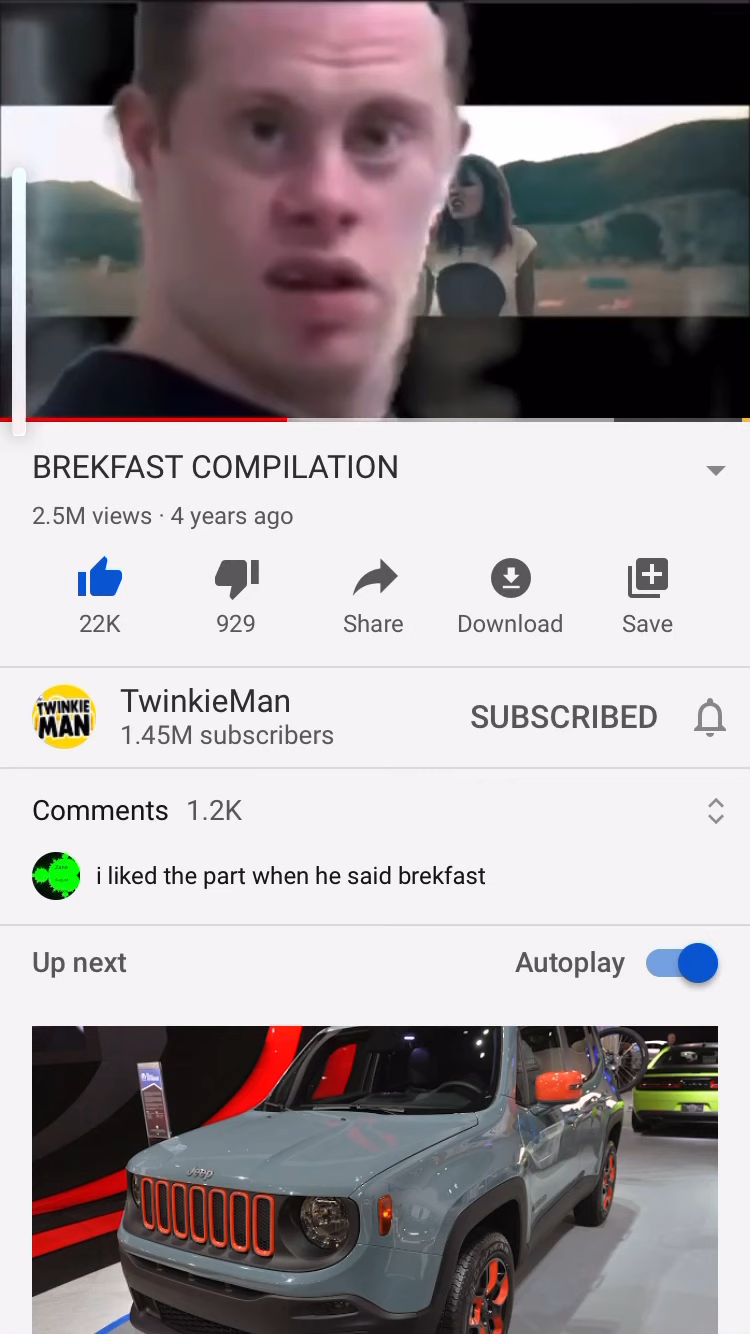 BREKFAST COMPILATION
2.5M views · 4 years ago
22K
929
Share
Download
Save
TWINKIE
MAN
TwinkieMan
1.45M subscribers
SUBSCRIBED
Comments 1.2K
i liked the part when he said brekfast
Up next
Autoplay
Jeep